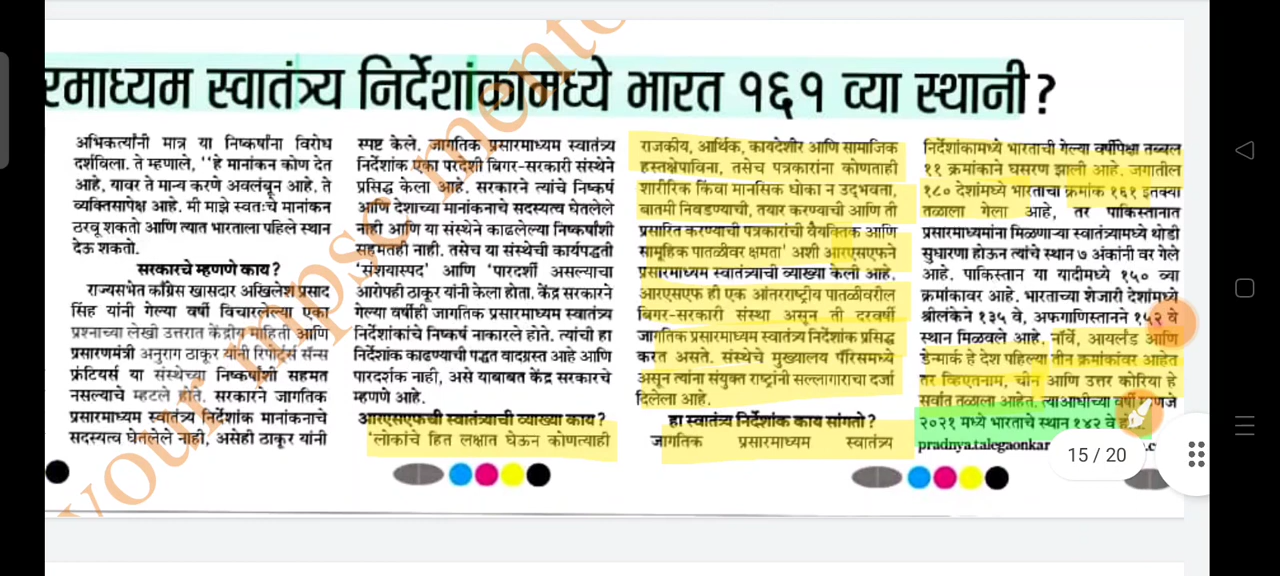 रमाध्यम स्वातंत्र्य निर्देशांकामध्ये भारत १६१ व्या स्थानी?
अभिकर्त्यांनी मात्र या निष्कर्षांना विरोध
दर्शविला. ते म्हणाले, ‘‘हे मानांकन कोण देत
आहे, यावर ते मान्य करणे अवलंबून आहे. ते
व्यक्तिसापेक्ष आहे. मी माझे स्वतःचे मानांकन
ठरवू शकतो आणि त्यात भारताला पहिले स्थान
देऊ शकतो.
सरकारचे म्हणणे काय?
राज्यसभेत काँग्रेस खासदार अखिलेश प्रसाद
सिंह यांनी गेल्या वर्षी विचारलेल्या एका
प्रश्नाच्या लेखी उत्तरात केंद्रीय माहिती आणि
प्रसारणमंत्री अनुराग ठाकूर यांनी रिपोर्टर्स सॅन्स
फ्रंटियर्स या संस्थेच्या निष्कर्षांशी सहमत
नसल्याचे म्हटले होते. सरकारने जागतिक
प्रसारमाध्यम स्वातंत्र्य निर्देशांक मानांकनाचे
सदस्यत्व घेतलेले नाही, असेही ठाकूर यांनी
स्पष्ट केले. जागतिक प्रसारमाध्यम स्वातंत्र्य
निर्देशांक एका परदेशी बिगर-सरकारी संस्थेने
प्रसिद्ध केला आहे. सरकारने त्यांचे निष्कर्ष
आणि देशाच्या मानांकनाचे सदस्यत्व घेतलेले
नाही आणि या संस्थेने काढलेल्या निष्कर्षांशी
सहमतही नाही. तसेच या संस्थेची कार्यपद्धती
‘संशयास्पद’ आणि ‘पारदर्शी असल्याचा
आरोपही ठाकूर यांनी केला होता. केंद्र सरकारने
गेल्या वर्षीही जागतिक प्रसारमाध्यम स्वातंत्र्य
निर्देशांकांचे निष्कर्ष नाकारले होते. त्यांची हा
निर्देशांक काढण्याची पद्धत वादग्रस्त आहे आणि
पारदर्शक नाही, असे याबाबत केंद्र सरकारचे
म्हणणे आहे.
आरएसएफची स्वातंत्र्याची व्याख्या काय?
‘लोकांचे हित लक्षात घेऊन कोणत्याही
राजकीय, आर्थिक, कायदेशीर आणि सामाजिक
हस्तक्षेपाविना, तसेच पत्रकारांना कोणताही
शारीरिक किंवा मानसिक धोका न उद्भवता,
बातमी निवडण्याची, तयार करण्याची आणि ती
प्रसारित करण्याची पत्रकारांची वैयक्तिक आणि
सामूहिक पातळीवर क्षमता’ अशी आरएसएफने
प्रसारमाध्यम स्वातंत्र्याची व्याख्या केली आहे.
आरएसएफ ही एक आंतरराष्ट्रीय पातळीवरील
बिगर-सरकारी संस्था असून ती दरवर्षी
जागतिक प्रसारमाध्यम स्वातंत्र्य निर्देशांक प्रसिद्ध
करत असते. संस्थेचे मुख्यालय पॅरिसमध्ये
असून त्यांना संयुक्त राष्ट्रांनी सल्लागाराचा दर्जा
दिलेला आहे.
हा स्वातंत्र्य निर्देशांक काय सांगतो?
जागतिक प्रसारमाध्यम स्वातंत्र्य
निर्देशांकामध्ये भारताची गेल्या वर्षीपेक्षा तब्बल
११ क्रमांकाने घसरण झाली आहे. जगातील
१८० देशांमध्ये भारताचा क्रमांक १६१ इतक्या
तळाला गेला आहे, तर पाकिस्तानात
प्रसारमाध्यमांना मिळणाऱ्या स्वातंत्र्यामध्ये थोडी
सुधारणा होऊन त्यांचे स्थान ७ अंकांनी वर गेले
आहे. पाकिस्तान या यादीमध्ये १५० व्या
क्रमांकावर आहे. भारताच्या शेजारी देशांमध्ये
श्रीलंकेने १३५ वे, अफगाणिस्तानने १५२ वे
स्थान मिळवले आहे. नॉर्वे, आयर्लंड आणि
डेन्मार्क हे देश पहिल्या तीन क्रमांकांवर आहेत
तर व्हिएतनाम, चीन आणि उत्तर कोरिया हे
सर्वात तळाला आहेत. त्याआधीच्या वर्षी
२०२१ मध्ये भारताचे स्थान १४२ वे
pradnya.talegaonkar
15 / 20
your mpsc mento